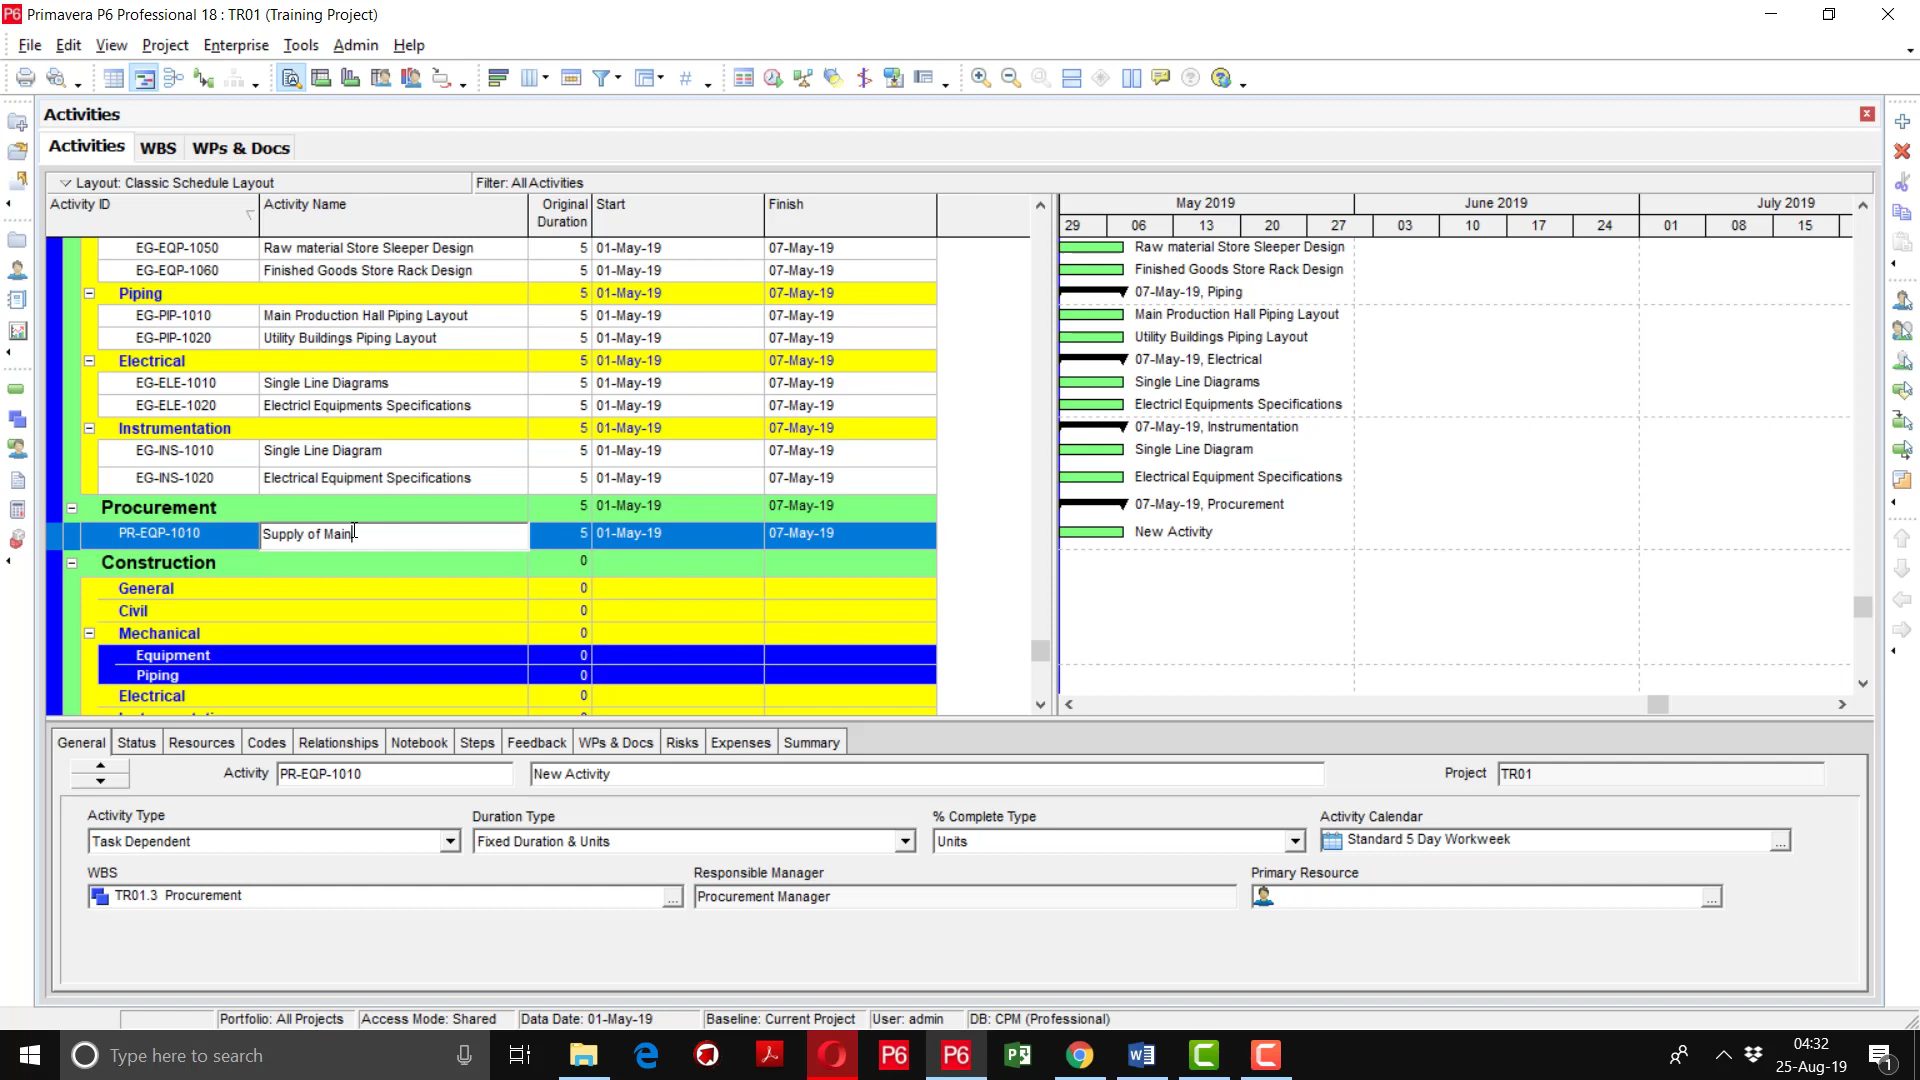 P6 Primavera P6 Professional 18 : TR01 (Training Project)
File Edit View Project Enterprise Tools Admin Help
Activities
Activities WBS WPs & Docs
Layout: Classic Schedule Layout Filter: All Activities
Activity ID Activity Name Original Duration Start Finish May 2019 June 2019 July 2019
29 06 13 20 27 03 10 17 24 01 08 15
EG-EQP-1050 Raw material Store Sleeper Design 5 01-May-19 07-May-19 Raw material Store Sleeper Design
EG-EQP-1060 Finished Goods Store Rack Design 5 01-May-19 07-May-19 Finished Goods Store Rack Design
Piping 5 01-May-19 07-May-19 07-May-19, Piping
EG-PIP-1010 Main Production Hall Piping Layout 5 01-May-19 07-May-19 Main Production Hall Piping Layout
EG-PIP-1020 Utility Buildings Piping Layout 5 01-May-19 07-May-19 Utility Buildings Piping Layout
Electrical 5 01-May-19 07-May-19 07-May-19, Electrical
EG-ELE-1010 Single Line Diagrams 5 01-May-19 07-May-19 Single Line Diagrams
EG-ELE-1020 Electricl Equipments Specifications 5 01-May-19 07-May-19 Electricl Equipments Specifications
Instrumentation 5 01-May-19 07-May-19 07-May-19, Instrumentation
EG-INS-1010 Single Line Diagram 5 01-May-19 07-May-19 Single Line Diagram
EG-INS-1020 Electrical Equipment Specifications 5 01-May-19 07-May-19 Electrical Equipment Specifications
Procurement 5 01-May-19 07-May-19 07-May-19, Procurement
PR-EQP-1010 Supply of Main 5 01-May-19 07-May-19 New Activity
Construction 0
General 0
Civil 0
Mechanical 0
Equipment 0
Piping 0
Electrical 0
General Status Resources Codes Relationships Notebook Steps Feedback WPs & Docs Risks Expenses Summary
Activity PR-EQP-1010 New Activity Project TR01
Activity Type Duration Type % Complete Type Activity Calendar
Task Dependent Fixed Duration & Units Units Standard 5 Day Workweek
WBS Responsible Manager Primary Resource
TR01.3 Procurement Procurement Manager
Portfolio: All Projects Access Mode: Shared Data Date: 01-May-19 Baseline: Current Project User: admin DB: CPM (Professional)
Type here to search P6 P6 04:32
25-Aug-19 1